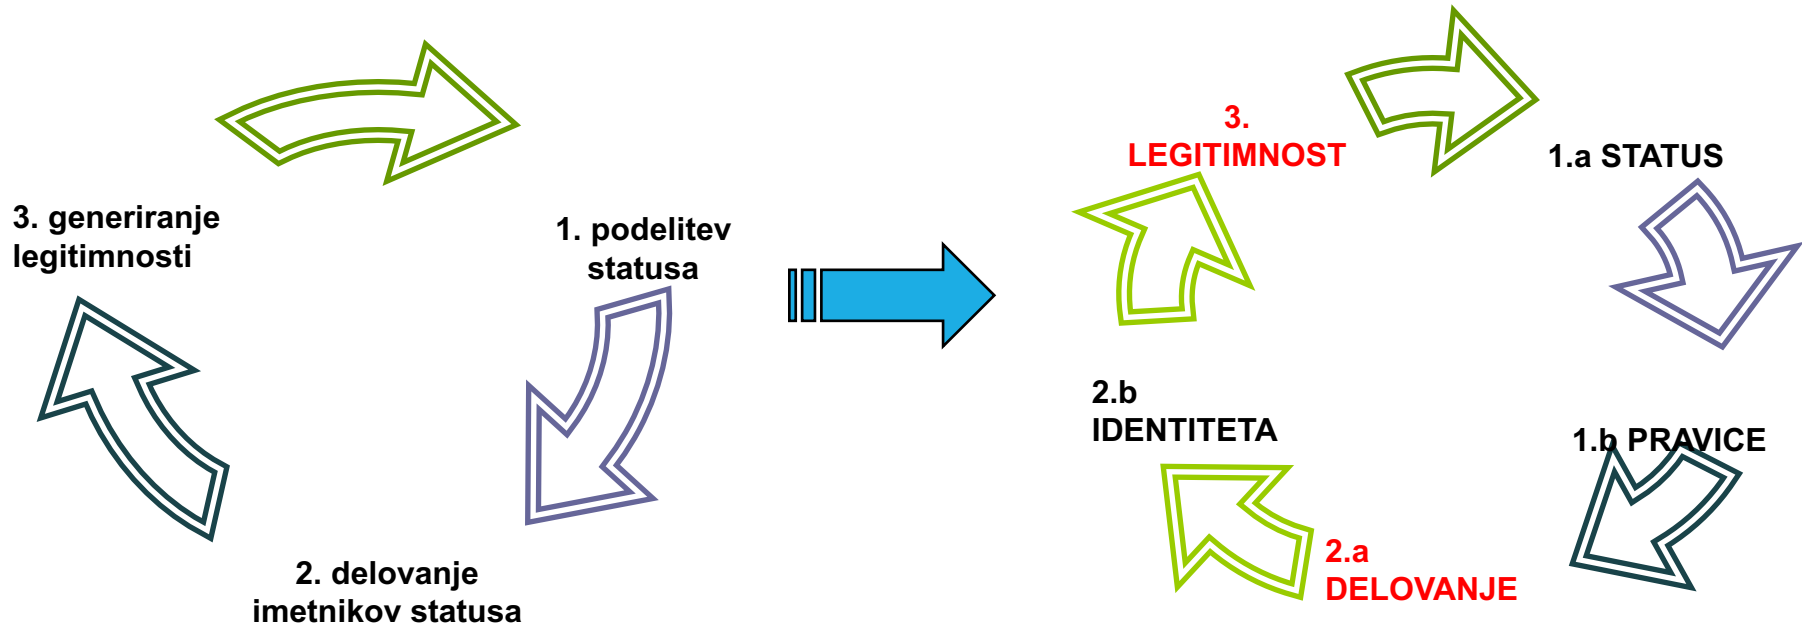 3. generiranje
legitimnosti
1. podelitev
statusa
2. delovanje
imetnikov statusa
3.
LEGITIMNOST
1.a STATUS
1.b PRAVICE
2.a
DELOVANJE
2.b
IDENTITETA